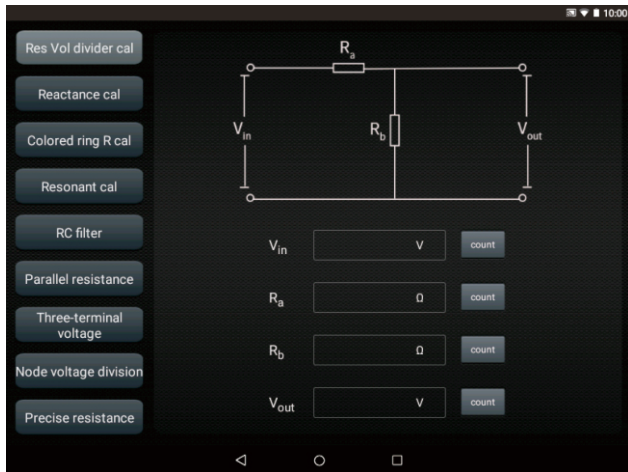 10:00
Res Vol divider cal
Reactance cal
Colored ring R cal
Resonant cal
RC filter
Parallel resistance
Three-terminal
voltage
Node voltage division
Precise resistance
Ra
Vin
Rb
Vout
Vin V count
Ra Ω count
Rb Ω count
Vout V count